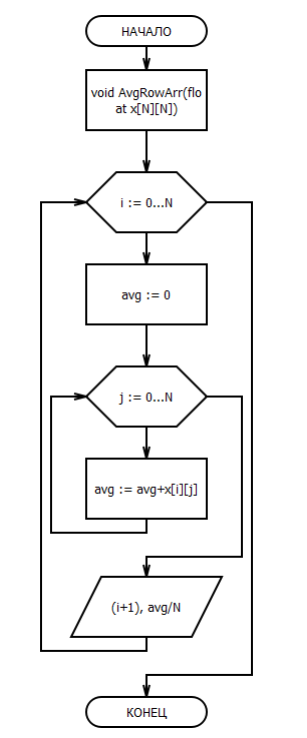 НАЧАЛО
void AvgRowArr(flo
at x[N][N])
i := 0...N
avg := 0
j := 0...N
avg := avg+x[i][j]
(i+1), avg/N
КОНЕЦ